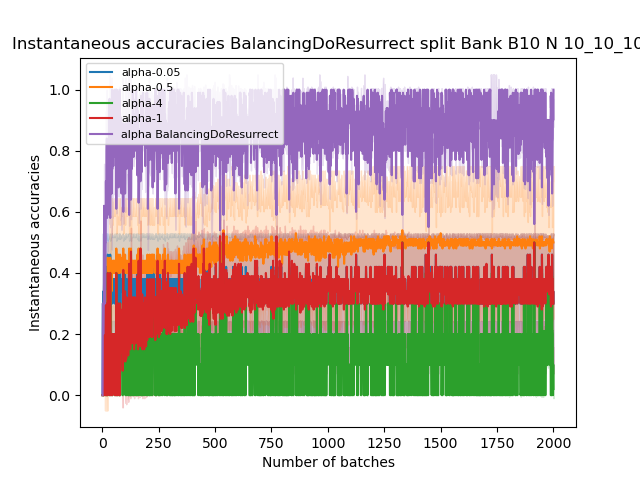 Instantaneous accuracies BalancingDoResurrect split Bank B10 N 10_10_10
alpha-0.05
alpha-0.5
alpha-4
alpha-1
alpha BalancingDoResurrect
1.0
0.8
0.6
0.4
0.2
0.0
Instantaneous accuracies
0 250 500 750 1000 1250 1500 1750 2000
Number of batches